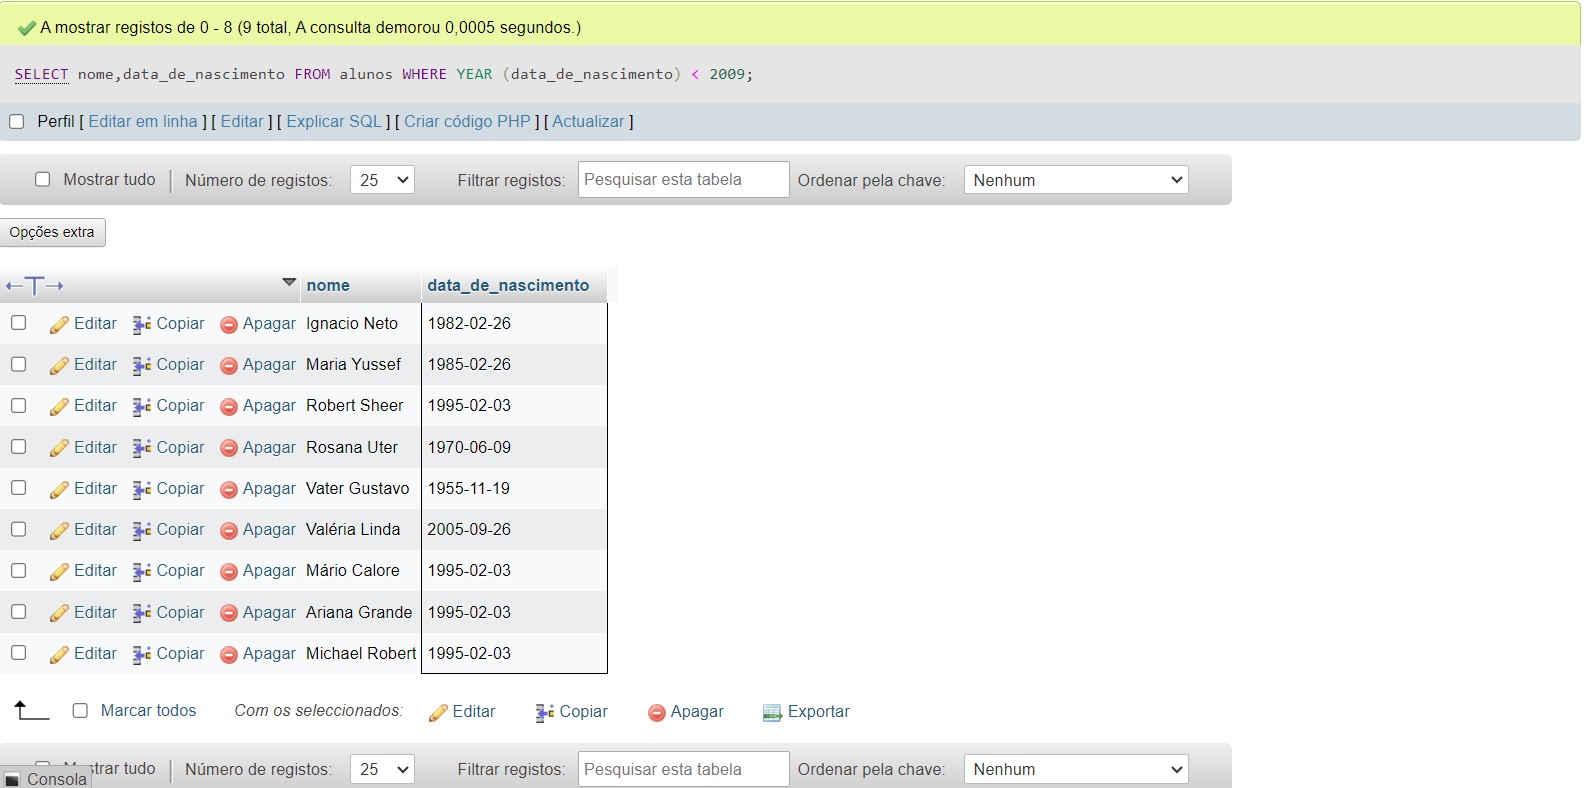 A mostrar registos de 0 - 8 (9 total, A consulta demorou 0,0005 segundos.)
SELECT nome,data_de_nascimento FROM alunos WHERE YEAR (data_de_nascimento) < 2009;
Perfil [ Editar em linha ] [ Editar ] [ Explicar SQL ] [ Criar código PHP ] [ Actualizar ]
Mostrar tudo | Número de registos: 25 Filtrar registos: Pesquisar esta tabela Ordenar pela chave: Nenhum
Opções extra
←T→ nome data_de_nascimento
Editar Copiar Apagar Ignacio Neto 1982-02-26
Editar Copiar Apagar Maria Yussef 1985-02-26
Editar Copiar Apagar Robert Sheer 1995-02-03
Editar Copiar Apagar Rosana Uter 1970-06-09
Editar Copiar Apagar Vater Gustavo 1955-11-19
Editar Copiar Apagar Valéria Linda 2005-09-26
Editar Copiar Apagar Mário Calore 1995-02-03
Editar Copiar Apagar Ariana Grande 1995-02-03
Editar Copiar Apagar Michael Robert 1995-02-03
Marcar todos Com os seleccionados: Editar Copiar Apagar Exportar
Mostrar tudo | Número de registos: 25 Filtrar registos: Pesquisar esta tabela Ordenar pela chave: Nenhum
Consola